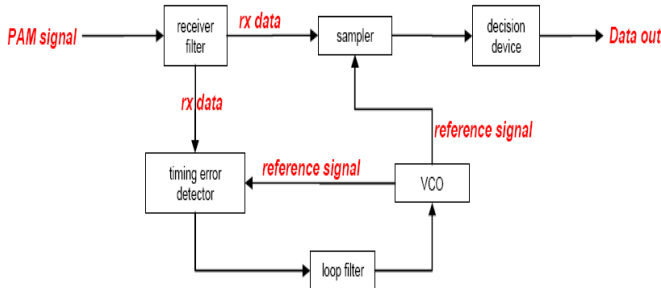 PAM signal
receiver
filter
rx data
sampler
decision
device
Data out
rx data
reference signal
timing error
detector
reference signal
VCO
loop filter